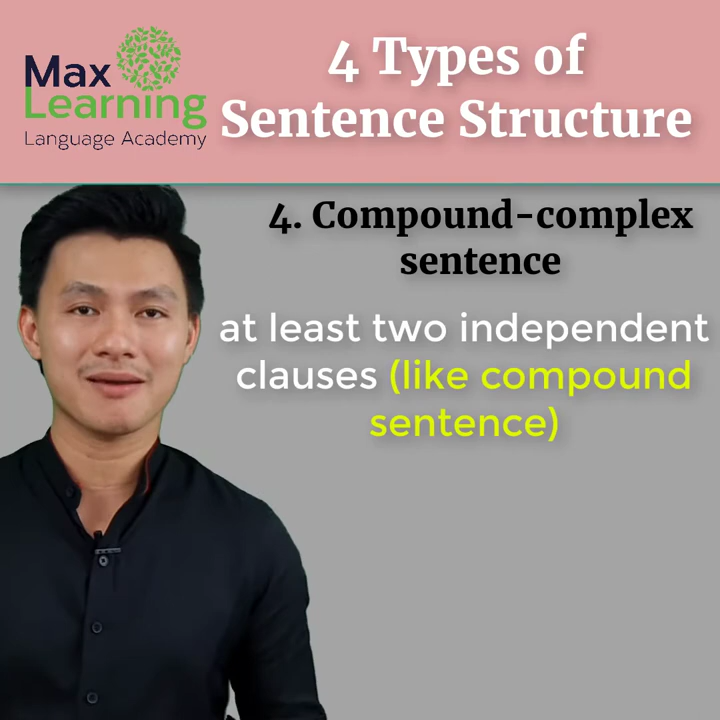 Max
Learning
Language Academy
4 Types of
Sentence Structure
4. Compound-complex
sentence
at least two independent
clauses (like compound
sentence)